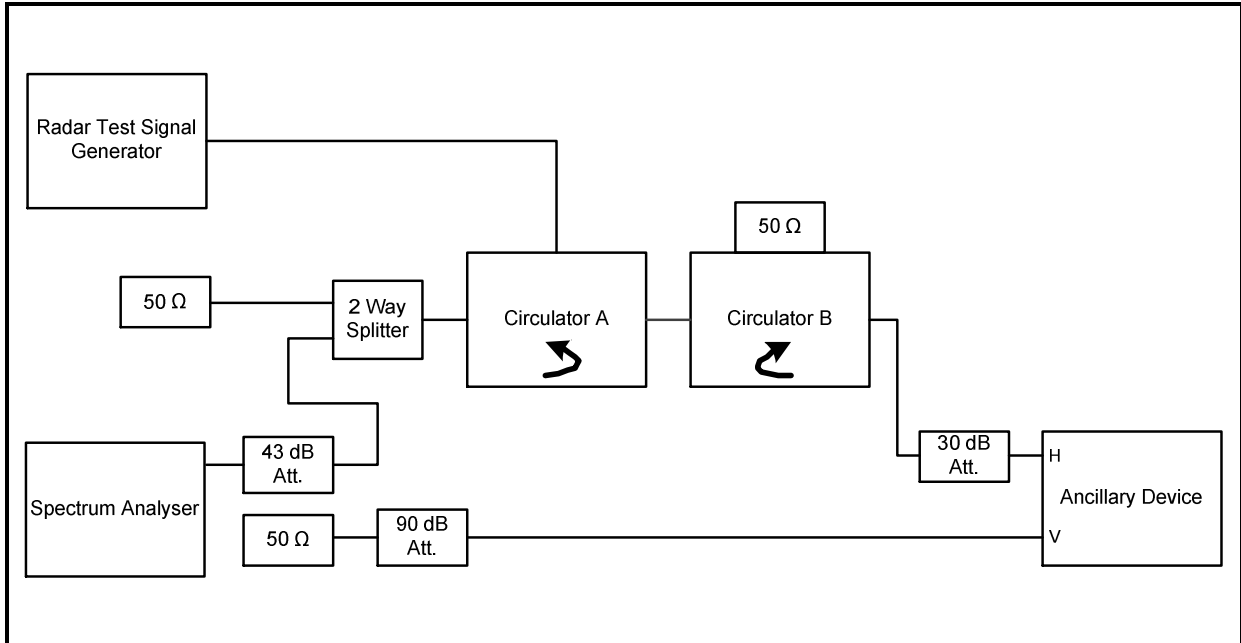 Radar Test Signal
Generator
50 Ω
50 Ω
2 Way
Splitter
Circulator A
Circulator B
43 dB
Att.
30 dB
Att.
H
Spectrum Analyser
Ancillary Device
50 Ω
90 dB
Att.
V